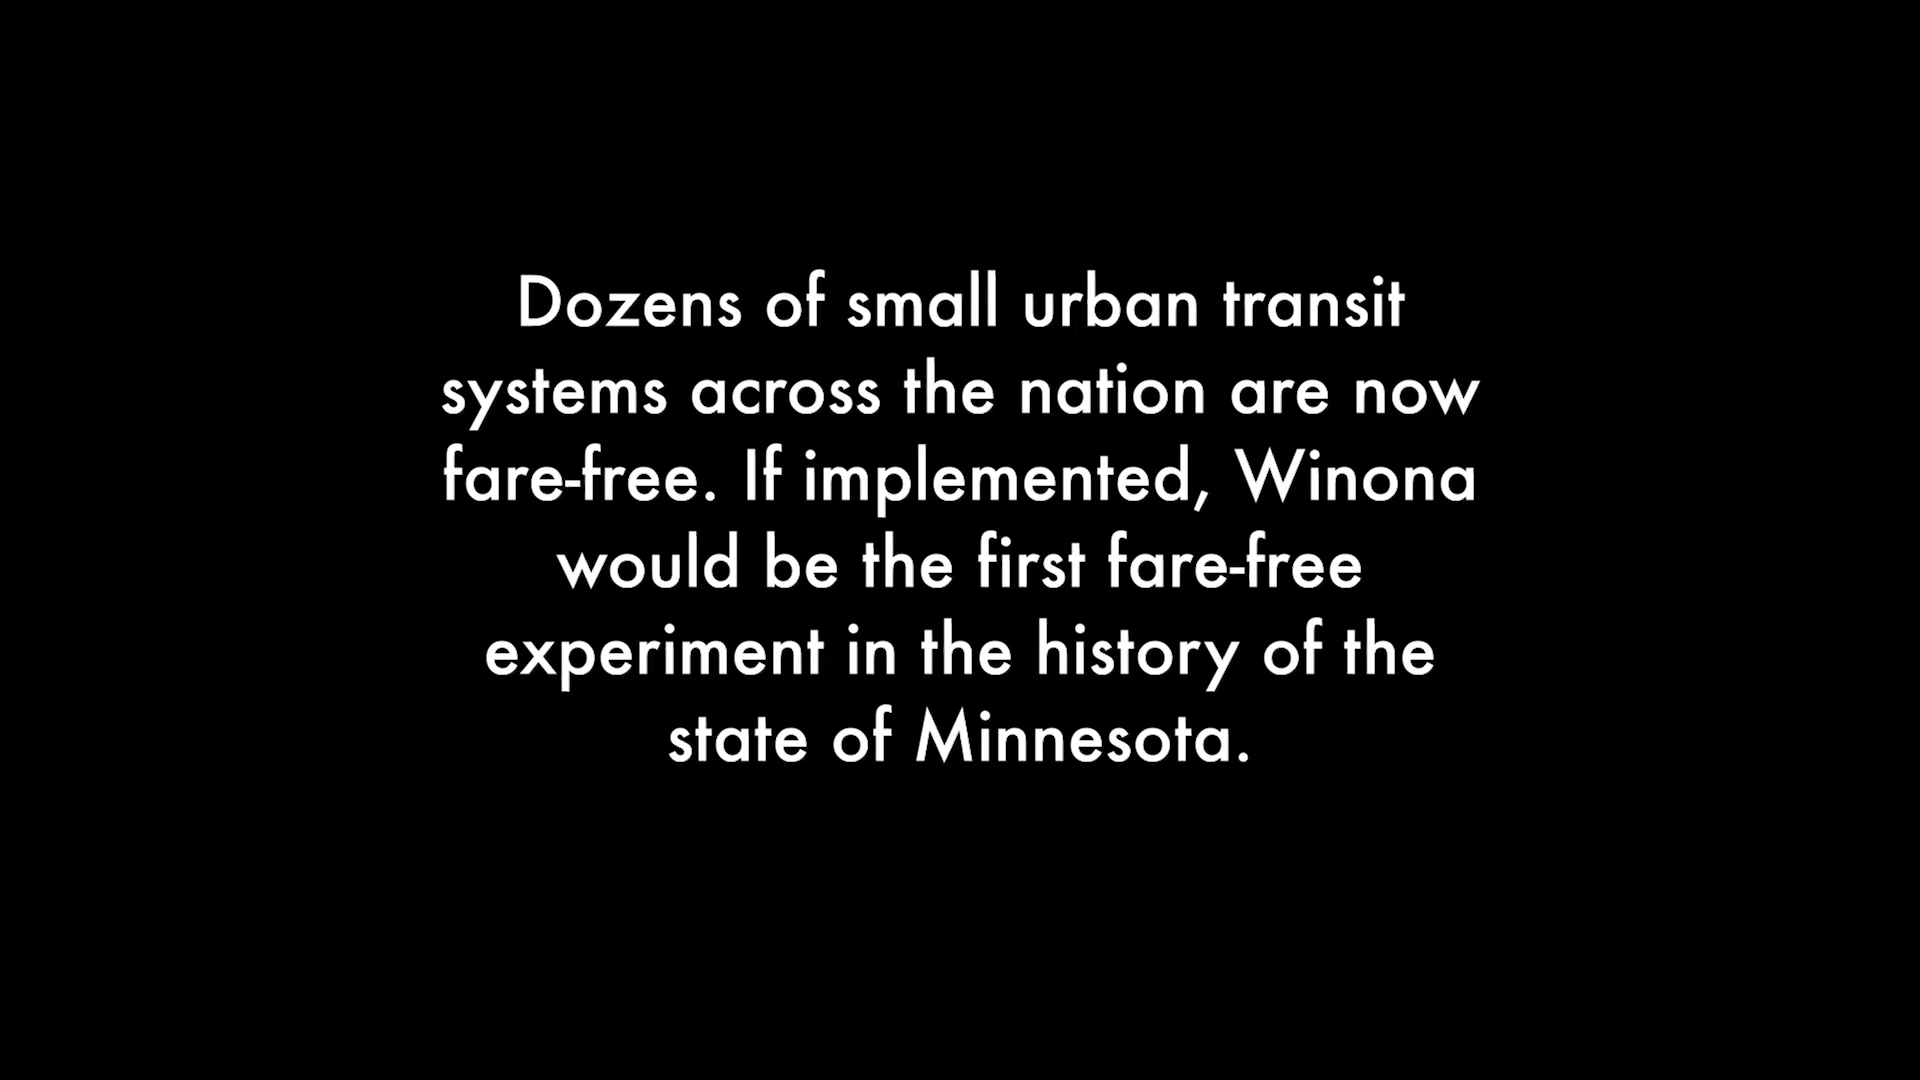 Dozens of small urban transit
systems across the nation are now
fare-free. If implemented, Winona
would be the first fare-free
experiment in the history of the
state of Minnesota.